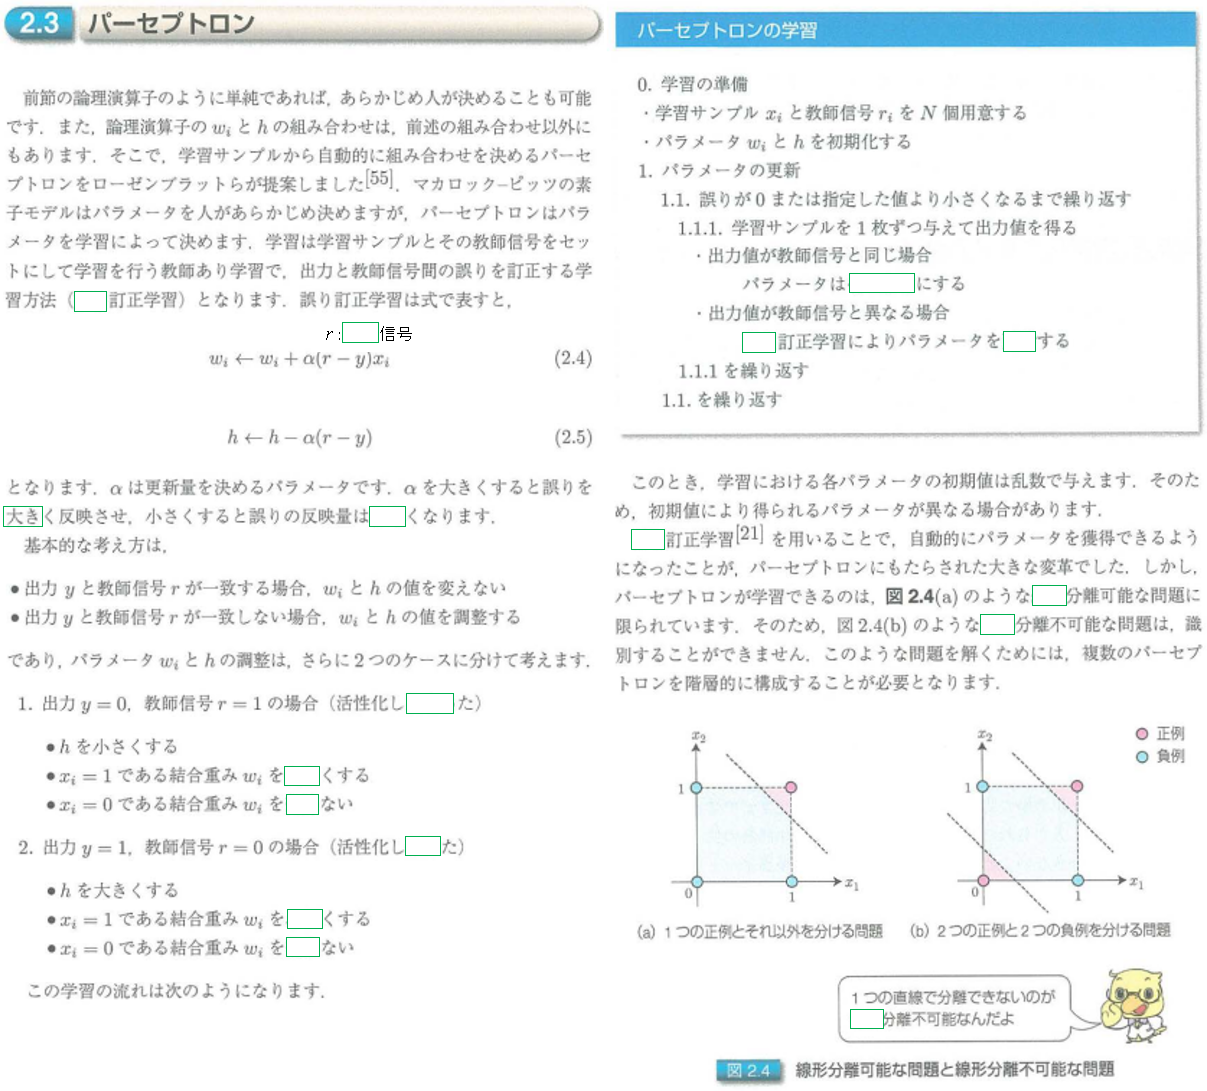 2.3 パーセプトロン
前節の論理演算子のように単純であれば，あらかじめ人が決めることも可能
です．また，論理演算子の wᵢ と h の組み合わせは，前述の組み合わせ以外に
もあります．そこで，学習サンプルから自動的に組み合わせを決めるパーセ
プトロンをローゼンブラットらが提案しました[55]．マカロック–ピッツの素
子モデルはパラメータを人があらかじめ決めますが，パーセプトロンはパラ
メータを学習によって決めます．学習は学習サンプルとその教師信号をセッ
トにして学習を行う教師あり学習で，出力と教師信号間の誤りを訂正する学
習方法（ 訂正学習）となります．誤り訂正学習は式で表すと，
r: 信号
wᵢ ← wᵢ + α(r − y)xᵢ (2.4)
h ← h − α(r − y) (2.5)
となります．α は更新量を決めるパラメータです．α を大きくすると誤りを
大きく反映させ，小さくすると誤りの反映量は くなります．
基本的な考え方は，
● 出力 y と教師信号 r が一致する場合，wᵢ と h の値を変えない
● 出力 y と教師信号 r が一致しない場合，wᵢ と h の値を調整する
であり，パラメータ wᵢ と h の調整は，さらに 2 つのケースに分けて考えます．
1. 出力 y = 0，教師信号 r = 1 の場合（活性化し た）
● h を小さくする
● xᵢ = 1 である結合重み wᵢ を くする
● xᵢ = 0 である結合重み wᵢ を ない
2. 出力 y = 1，教師信号 r = 0 の場合（活性化し た）
● h を大きくする
● xᵢ = 1 である結合重み wᵢ を くする
● xᵢ = 0 である結合重み wᵢ を ない
この学習の流れは次のようになります．
パーセプトロンの学習
0. 学習の準備
・学習サンプル xᵢ と教師信号 rᵢ を N 個用意する
・パラメータ wᵢ と h を初期化する
1. パラメータの更新
1.1. 誤りが 0 または指定した値より小さくなるまで繰り返す
1.1.1. 学習サンプルを 1 枚ずつ与えて出力値を得る
・出力値が教師信号と同じ場合
パラメータは にする
・出力値が教師信号と異なる場合
訂正学習によりパラメータを する
1.1.1 を繰り返す
1.1. を繰り返す
このとき，学習における各パラメータの初期値は乱数で与えます．そのた
め，初期値により得られるパラメータが異なる場合があります．
訂正学習[21] を用いることで，自動的にパラメータを獲得できるよう
になったことが，パーセプトロンにもたらされた大きな変革でした．しかし，
パーセプトロンが学習できるのは，図 2.4(a) のような 分離可能な問題に
限られています．そのため，図 2.4(b) のような 分離不可能な問題は，識
別することができません．このような問題を解くためには，複数のパーセプ
トロンを階層的に構成することが必要となります．
x₂
1
0
1
x₁
x₂
1
0
1
x₁
正例
負例
(a) 1つの正例とそれ以外を分ける問題
(b) 2つの正例と2つの負例を分ける問題
1つの直線で分離できないのが
分離不可能なんだよ
図 2.4 線形分離可能な問題と線形分離不可能な問題